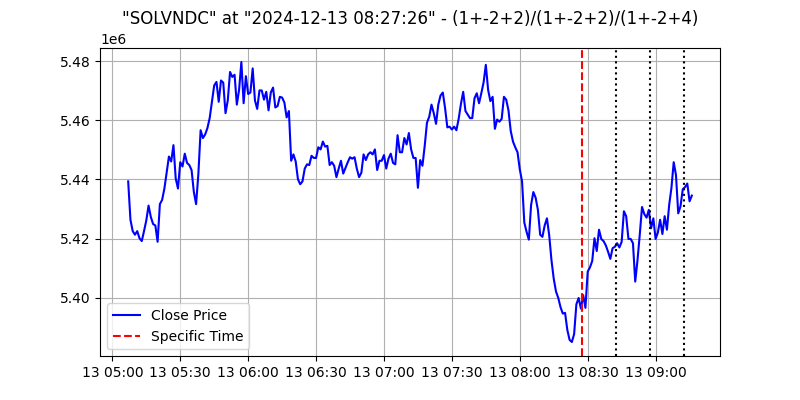 "SOLVNDC" at "2024-12-13 08:27:26" - (1+-2+2)/(1+-2+2)/(1+-2+4)
1e6
5.48
5.46
5.44
5.42
5.40
Close Price
Specific Time
13 05:00 13 05:30 13 06:00 13 06:30 13 07:00 13 07:30 13 08:00 13 08:30 13 09:00